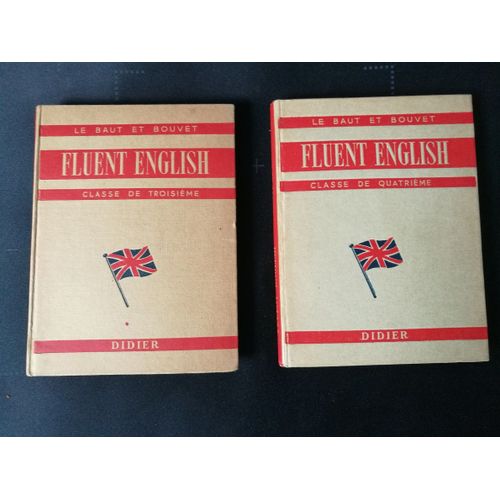 LE BAUT ET BOUVET
FLUENT ENGLISH
CLASSE DE TROISIÈME
DIDIER
LE BAUT ET BOUVET
FLUENT ENGLISH
CLASSE DE QUATRIÈME
DIDIER